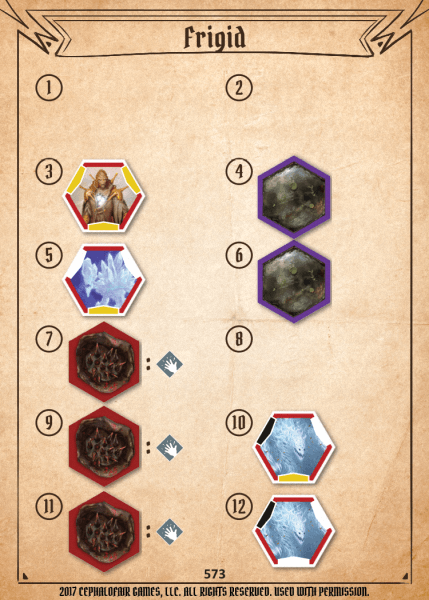 Frigid
1 2
3 4
5 6
7 : 8
9 : 10
11 : 12
573
2017 CEPHALOFAIR GAMES, LLC. ALL RIGHTS RESERVED. USED WITH PERMISSION.